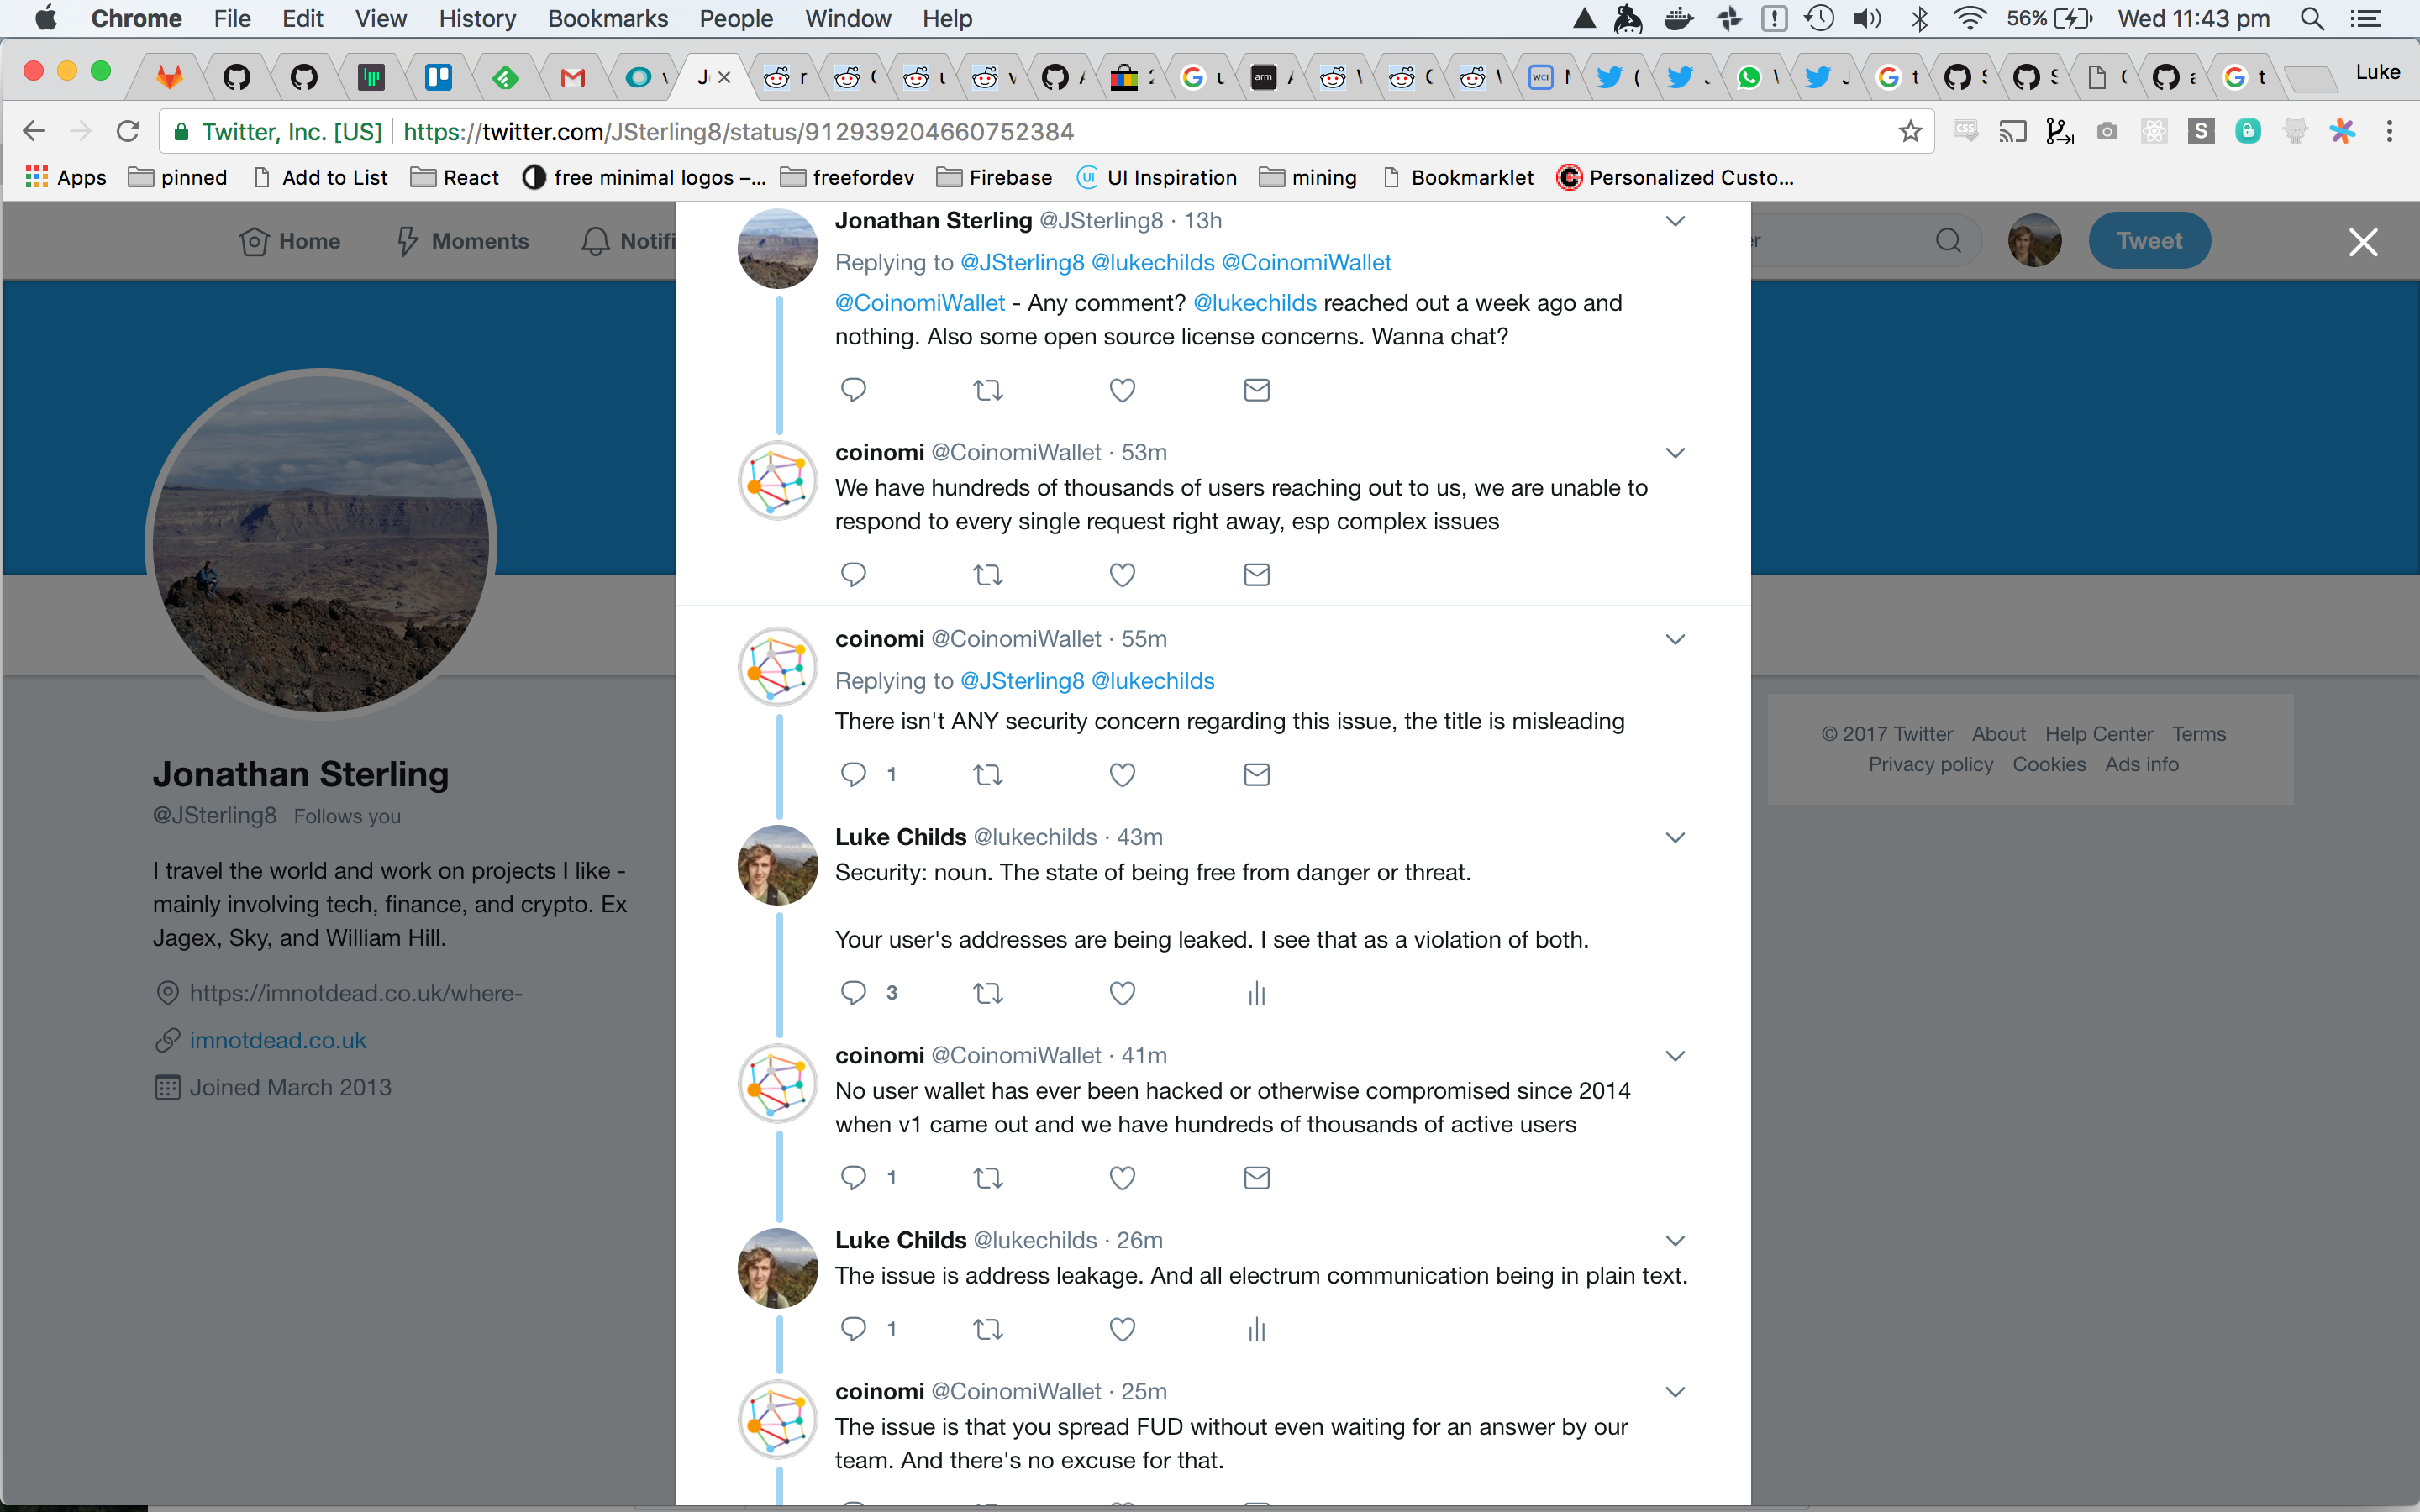 Chrome File Edit View History Bookmarks People Window Help 56% Wed 11:43 pm
Luke
Twitter, Inc. [US] https://twitter.com/JSterling8/status/912939204660752384
Apps pinned Add to List React free minimal logos –... freefordev Firebase UI Inspiration mining Bookmarklet Personalized Custo...
Home Moments Notifi
Tweet
Jonathan Sterling @JSterling8 · 13h
Replying to @JSterling8 @lukechilds @CoinomiWallet
@CoinomiWallet - Any comment? @lukechilds reached out a week ago and
nothing. Also some open source license concerns. Wanna chat?
coinomi @CoinomiWallet · 53m
We have hundreds of thousands of users reaching out to us, we are unable to
respond to every single request right away, esp complex issues
coinomi @CoinomiWallet · 55m
Replying to @JSterling8 @lukechilds
There isn't ANY security concern regarding this issue, the title is misleading
1
Luke Childs @lukechilds · 43m
Security: noun. The state of being free from danger or threat.
Your user's addresses are being leaked. I see that as a violation of both.
3
coinomi @CoinomiWallet · 41m
No user wallet has ever been hacked or otherwise compromised since 2014
when v1 came out and we have hundreds of thousands of active users
1
Luke Childs @lukechilds · 26m
The issue is address leakage. And all electrum communication being in plain text.
1
coinomi @CoinomiWallet · 25m
The issue is that you spread FUD without even waiting for an answer by our
team. And there's no excuse for that.
Jonathan Sterling
@JSterling8 Follows you
I travel the world and work on projects I like -
mainly involving tech, finance, and crypto. Ex
Jagex, Sky, and William Hill.
https://imnotdead.co.uk/where-
imnotdead.co.uk
Joined March 2013
© 2017 Twitter About Help Center Terms
Privacy policy Cookies Ads info